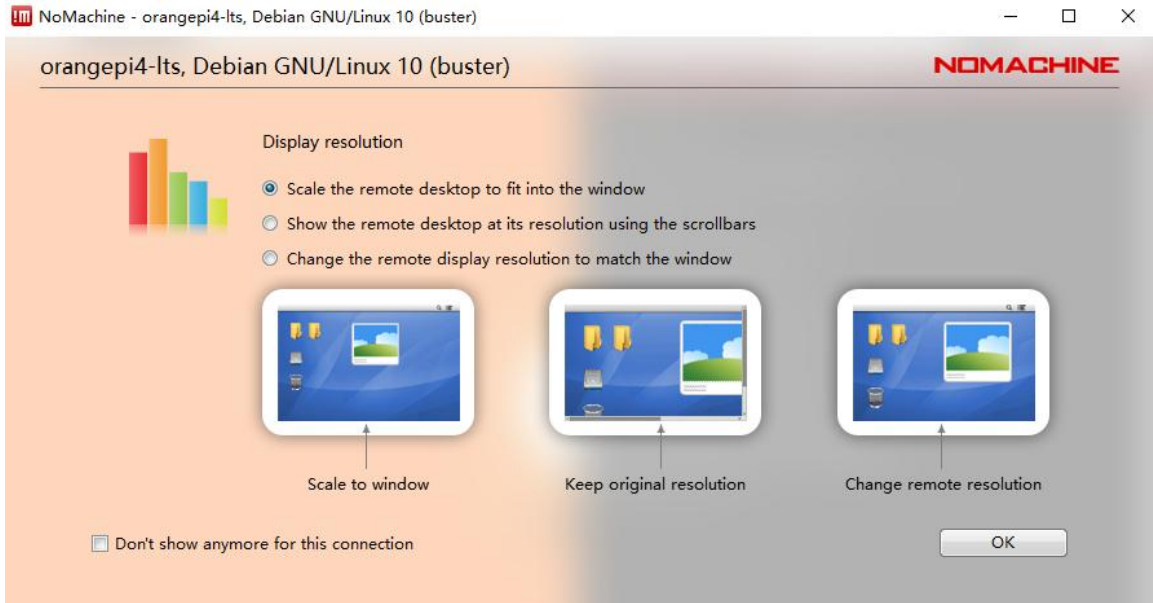 NoMachine - orangepi4-lts, Debian GNU/Linux 10 (buster)
orangepi4-lts, Debian GNU/Linux 10 (buster)
NOMACHINE
Display resolution
Scale the remote desktop to fit into the window
Show the remote desktop at its resolution using the scrollbars
Change the remote display resolution to match the window
Scale to window
Keep original resolution
Change remote resolution
Don't show anymore for this connection
OK